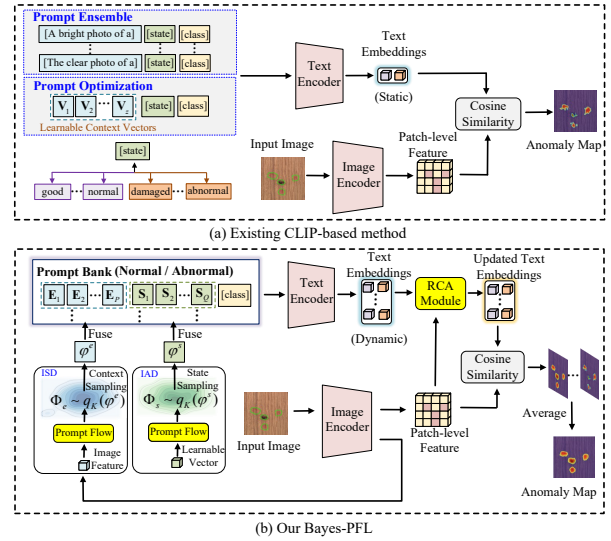 Prompt Ensemble
[A bright photo of a] [state] [class]
[The clear photo of a] [state] [class]
Prompt Optimization
V1 V2 ··· Vz [state] [class]
Learnable Context Vectors
[state]
good ··· normal damaged ··· abnormal
Text Encoder
Text Embeddings
(Static)
Input Image
Image Encoder
Patch-level Feature
Cosine Similarity
Anomaly Map
(a) Existing CLIP-based method
Prompt Bank (Normal / Abnormal)
E1 E2 ··· EP S1 S2 ··· SQ [class]
Fuse
Fuse
φ^e
φ^s
ISD
Context Sampling
Φe ~ qK(φ^e)
Prompt Flow
Image Feature
IAD
State Sampling
Φs ~ qK(φ^s)
Prompt Flow
Learnable Vector
Text Encoder
Text Embeddings
(Dynamic)
RCA Module
Updated Text Embeddings
Input Image
Image Encoder
Patch-level Feature
Cosine Similarity
Average
Anomaly Map
(b) Our Bayes-PFL